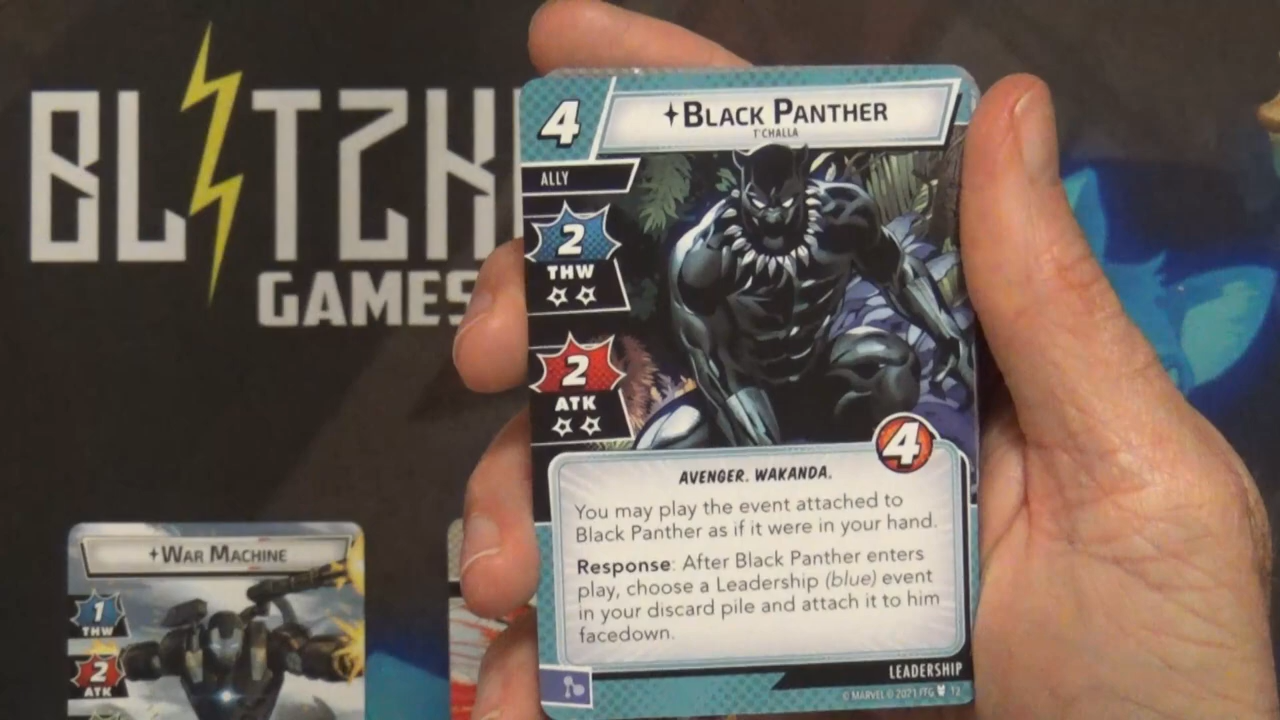 BLITZK
GAMES
4
BLACK PANTHER
T'CHALLA
ALLY
2
THW
2
ATK
4
AVENGER. WAKANDA.
You may play the event attached to
Black Panther as if it were in your hand.
Response: After Black Panther enters
play, choose a Leadership (blue) event
in your discard pile and attach it to him
facedown.
LEADERSHIP
© MARVEL © 2021 FFG 12
WAR MACHINE
1
THW
2
ATK